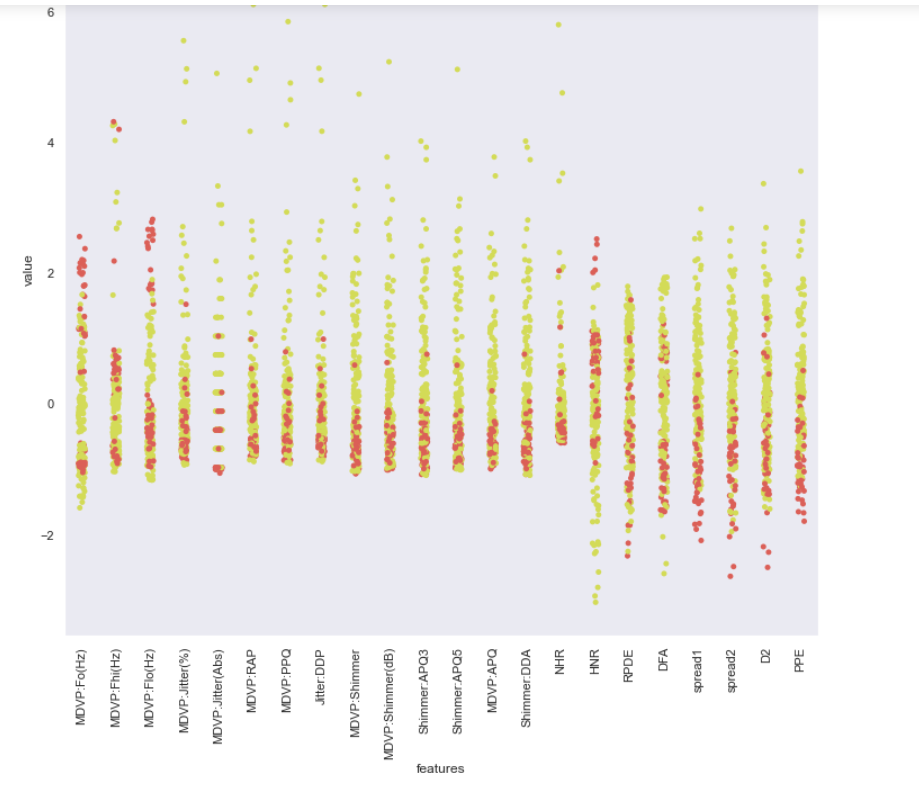 6
4
2
0
−2
value
MDVP:Fo(Hz)
MDVP:Fhi(Hz)
MDVP:Flo(Hz)
MDVP:Jitter(%)
MDVP:Jitter(Abs)
MDVP:RAP
MDVP:PPQ
Jitter:DDP
MDVP:Shimmer
MDVP:Shimmer(dB)
Shimmer:APQ3
Shimmer:APQ5
MDVP:APQ
Shimmer:DDA
NHR
HNR
RPDE
DFA
spread1
spread2
D2
PPE
features